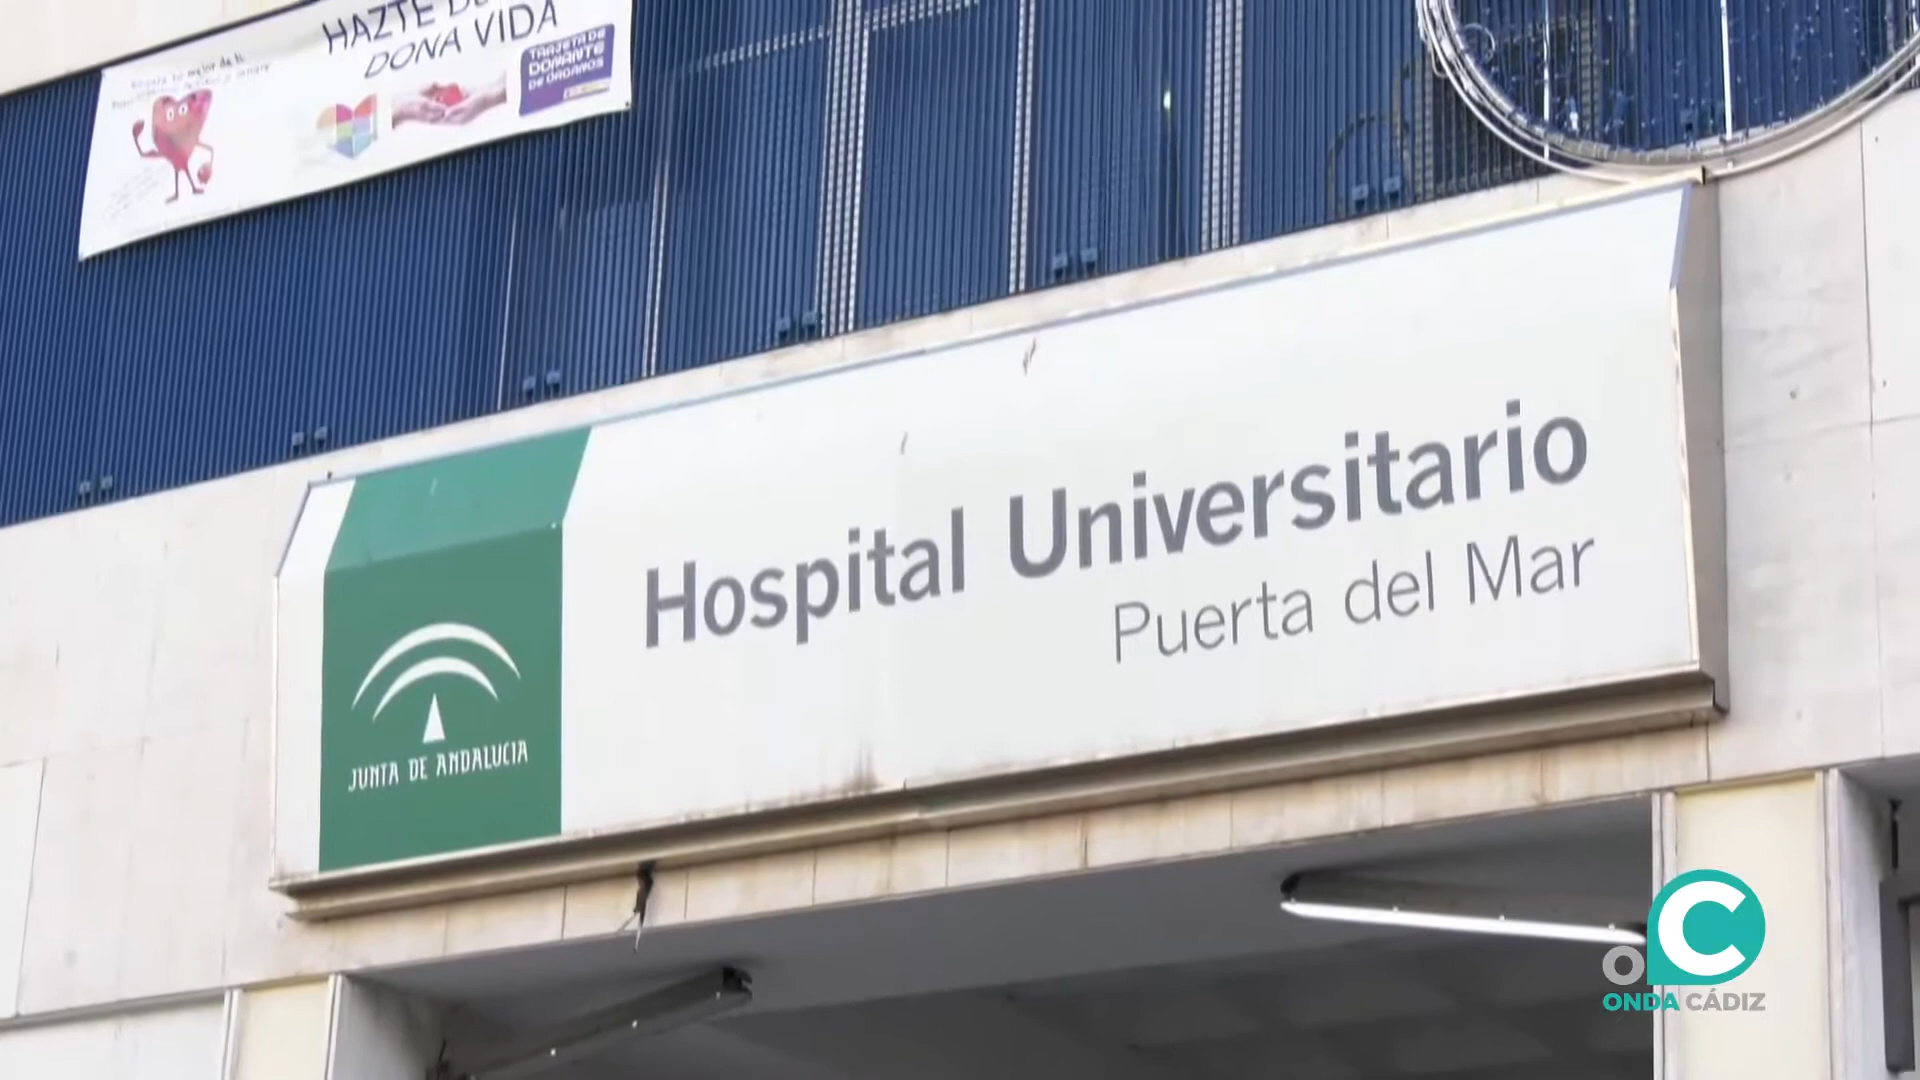 HAZTE
DONA VIDA
TARJETA DE
DONANTE
DE ÓRGANOS
Hospital Universitario
Puerta del Mar
JUNTA DE ANDALUCIA
ONDA CÁDIZ